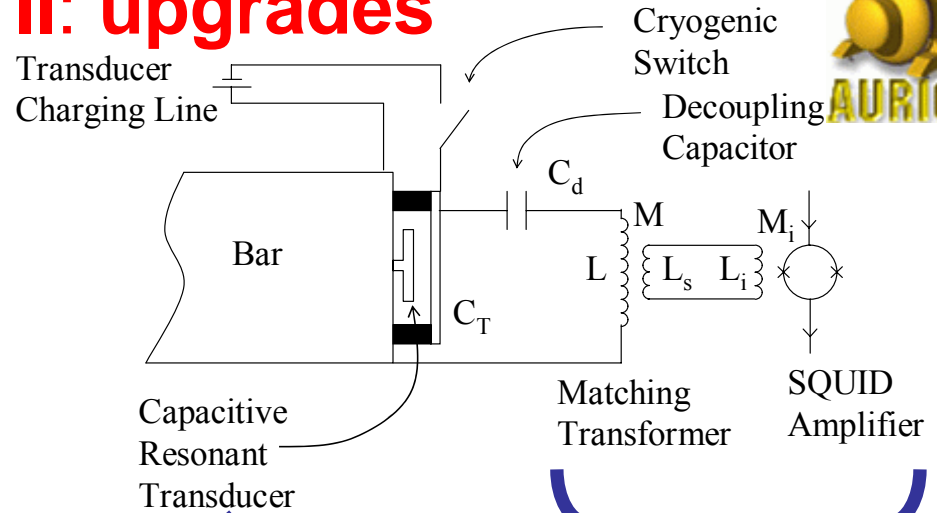 II: upgrades
Transducer
Charging Line
Cryogenic
Switch
Decoupling
Capacitor
C_d
M
M_i
Bar
L
L_s
L_i
C_T
Capacitive
Resonant
Transducer
Matching
Transformer
SQUID
Amplifier